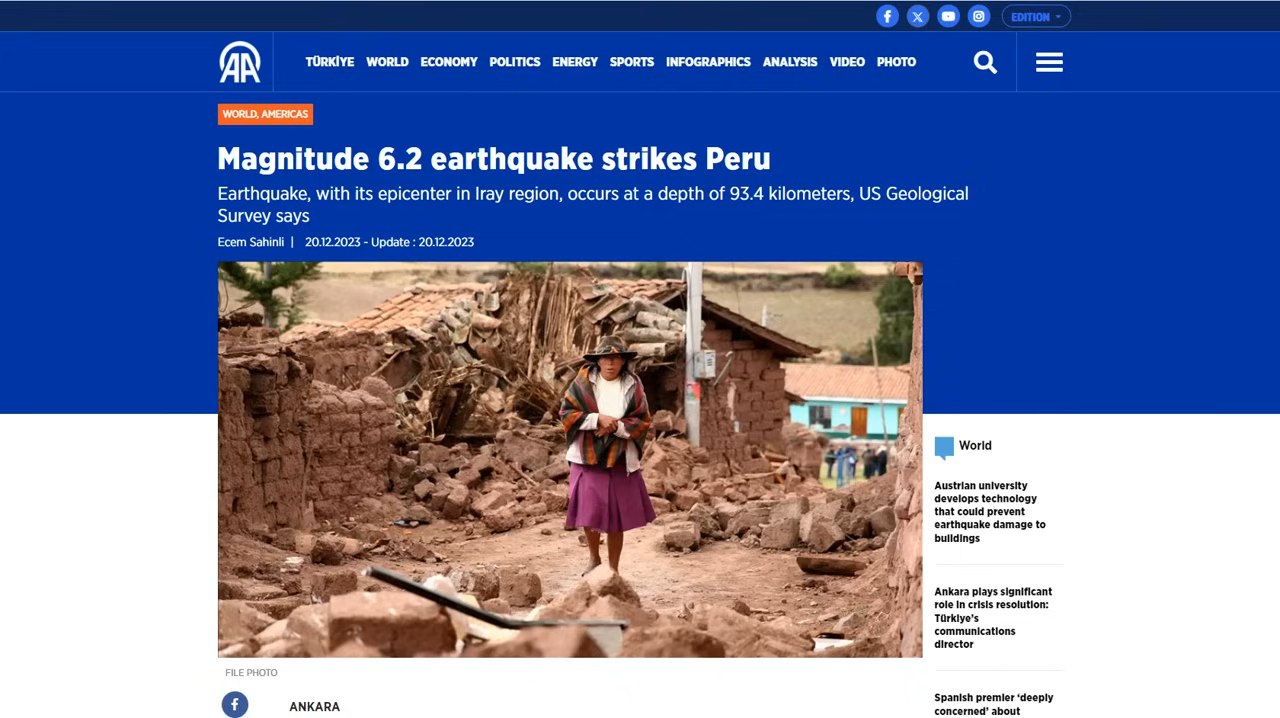 EDITION
AA
TÜRKİYE WORLD ECONOMY POLITICS ENERGY SPORTS INFOGRAPHICS ANALYSIS VIDEO PHOTO
WORLD, AMERICAS
Magnitude 6.2 earthquake strikes Peru
Earthquake, with its epicenter in Iray region, occurs at a depth of 93.4 kilometers, US Geological
Survey says
Ecem Sahinli | 20.12.2023 - Update : 20.12.2023
World
Austrian university
develops technology
that could prevent
earthquake damage to
buildings
Ankara plays significant
role in crisis resolution:
Türkiye’s
communications
director
Spanish premier ‘deeply
concerned’ about
FILE PHOTO
ANKARA